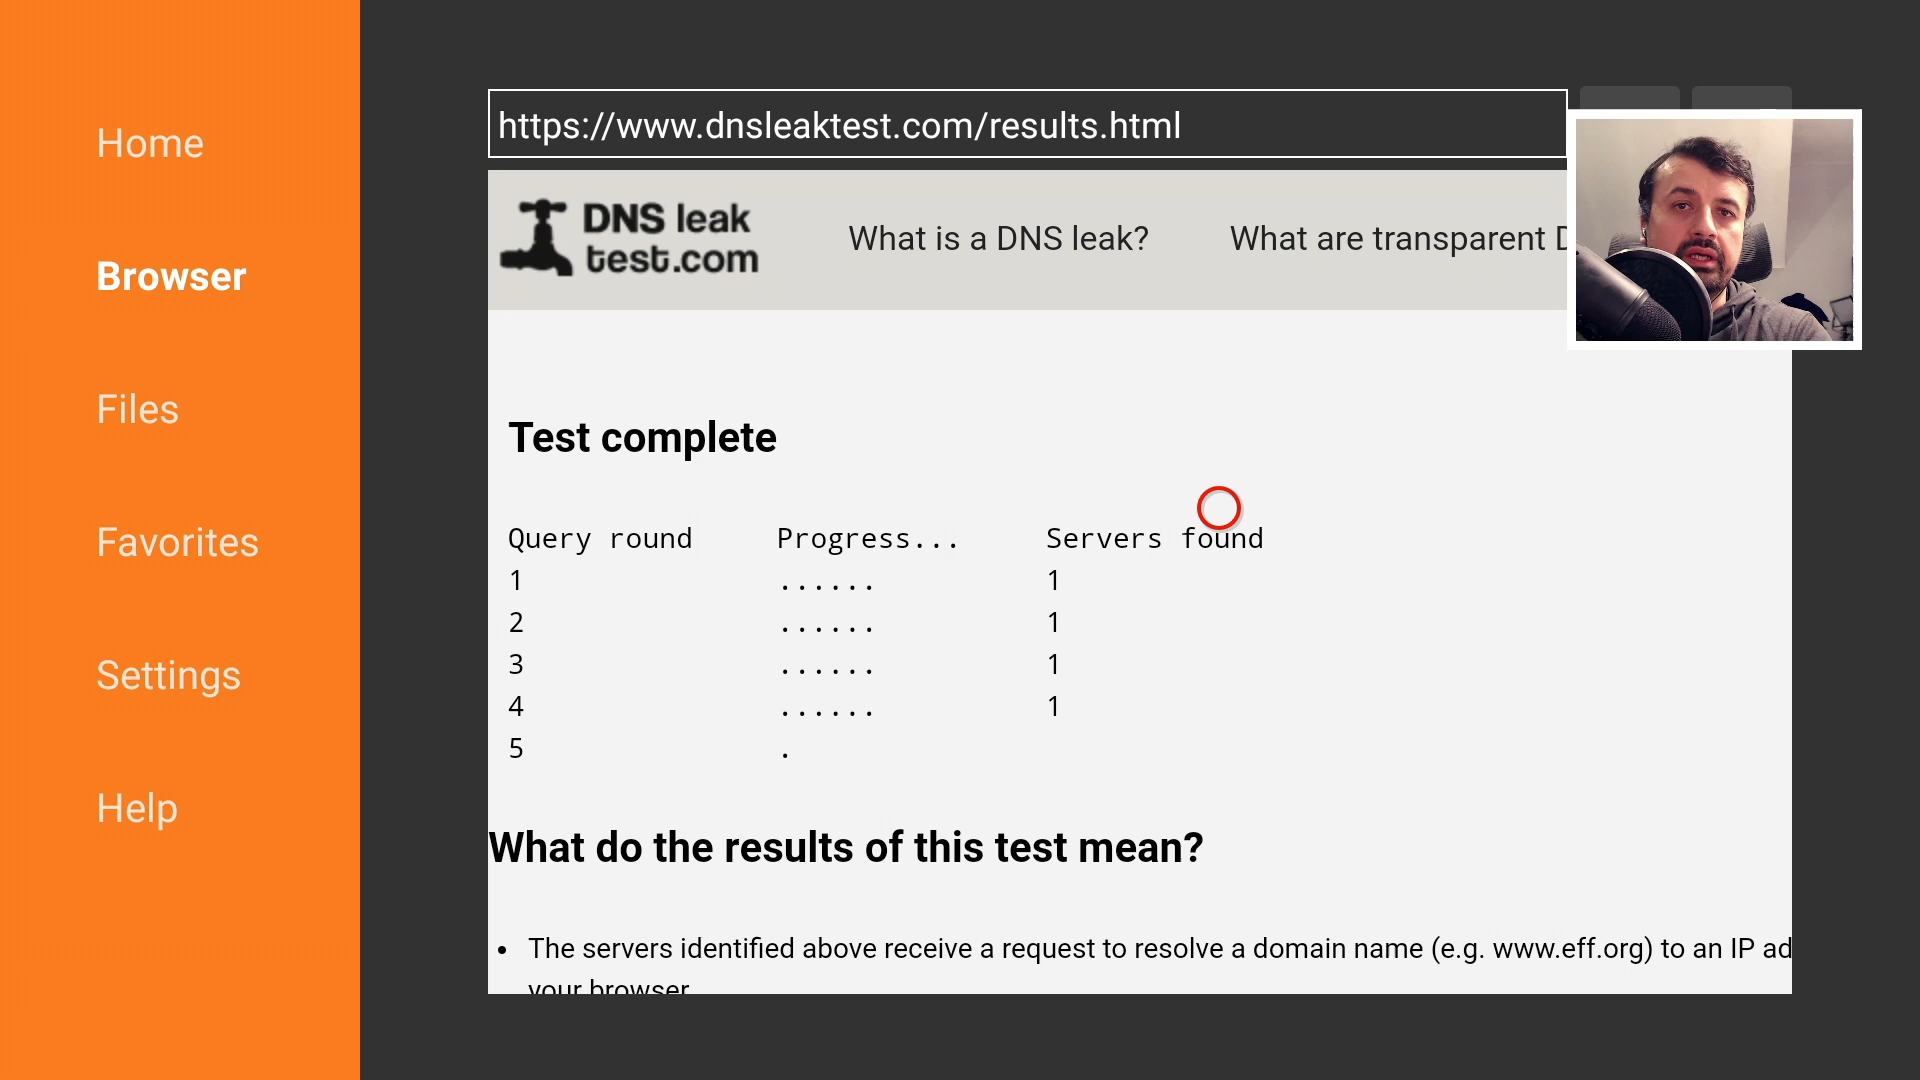 Home
Browser
Files
Favorites
Settings
Help
https://www.dnsleaktest.com/results.html
DNS leak
test.com
What is a DNS leak?
What are transparent
Test complete
Query round Progress... Servers found
1 ...... 1
2 ...... 1
3 ...... 1
4 ...... 1
5 .
What do the results of this test mean?
• The servers identified above receive a request to resolve a domain name (e.g. www.eff.org) to an IP ad
your browser